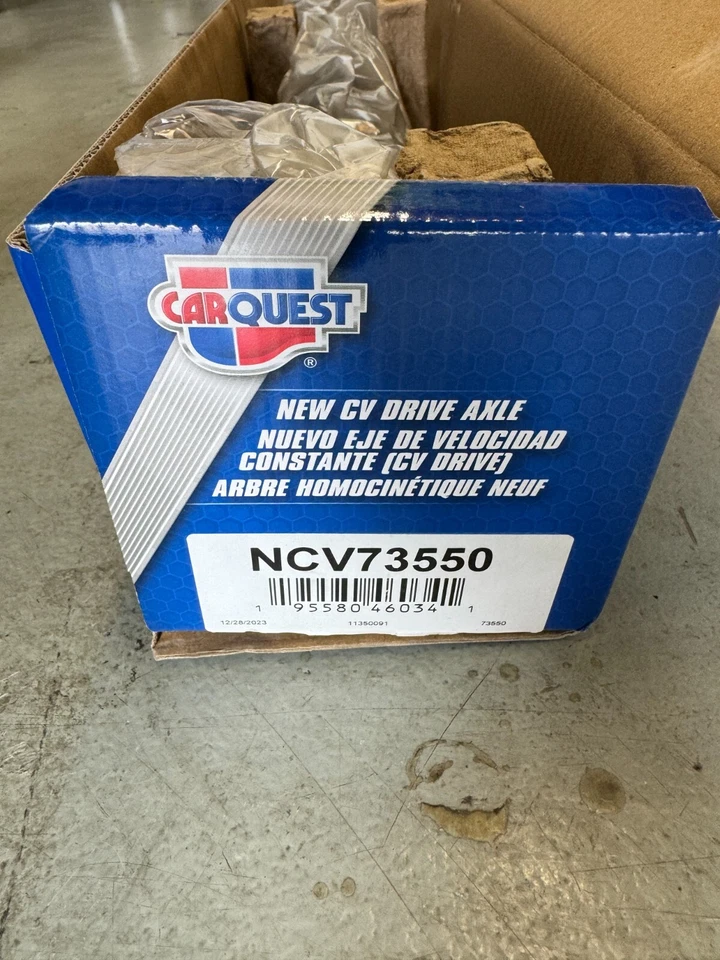 CARQUEST
®
NEW CV DRIVE AXLE
NUEVO EJE DE VELOCIDAD
CONSTANTE (CV DRIVE)
ARBRE HOMOCINÉTIQUE NEUF
NCV73550
1 95580 46034 1
12/28/2023 11350091 73550